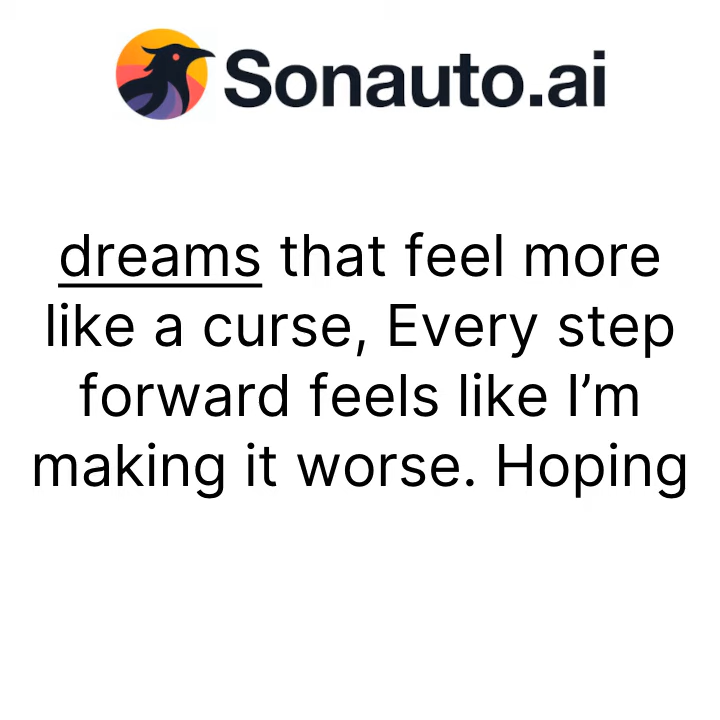 Sonauto.ai
dreams that feel more
like a curse, Every step
forward feels like I’m
making it worse. Hoping